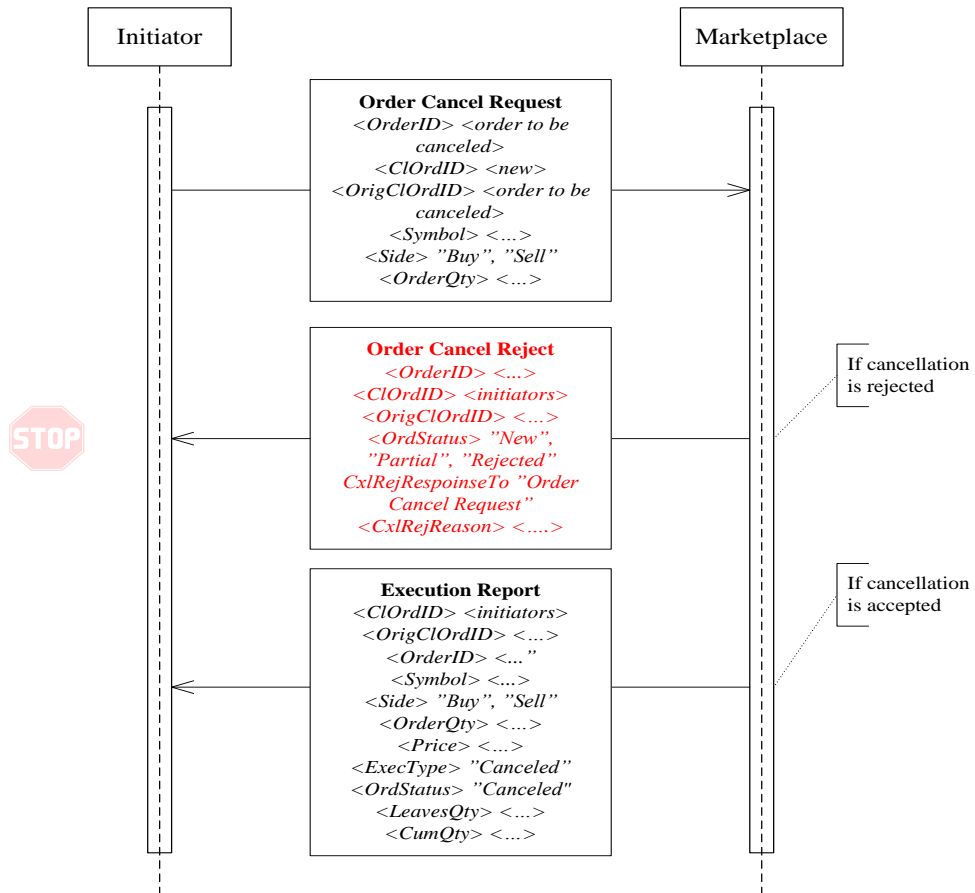 Initiator
Marketplace
Order Cancel Request
<OrderID> <order to be
canceled>
<ClOrdID> <new>
<OrigClOrdID> <order to be
canceled>
<Symbol> <...>
<Side> ”Buy”, ”Sell”
<OrderQty> <...>
Order Cancel Reject
<OrderID> <...>
<ClOrdID> <initiators>
<OrigClOrdID> <...>
<OrdStatus> ”New”,
”Partial”, ”Rejected”
CxlRejRespoinseTo ”Order
Cancel Request”
<CxlRejReason> <....>
If cancellation
is rejected
STOP
Execution Report
<ClOrdID> <initiators>
<OrigClOrdID> <...>
<OrderID> <...”
<Symbol> <...>
<Side> ”Buy”, ”Sell”
<OrderQty> <...>
<Price> <...>
<ExecType> ”Canceled”
<OrdStatus> ”Canceled"
<LeavesQty> <...>
<CumQty> <...>
If cancellation
is accepted